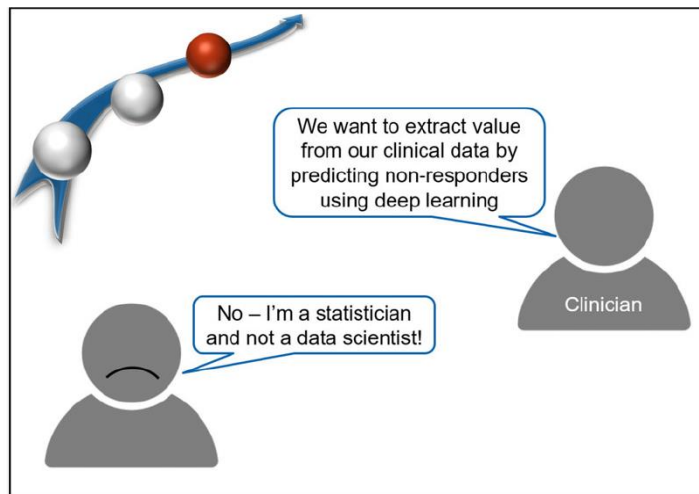 We want to extract value
from our clinical data by
predicting non-responders
using deep learning
Clinician
No – I'm a statistician
and not a data scientist!